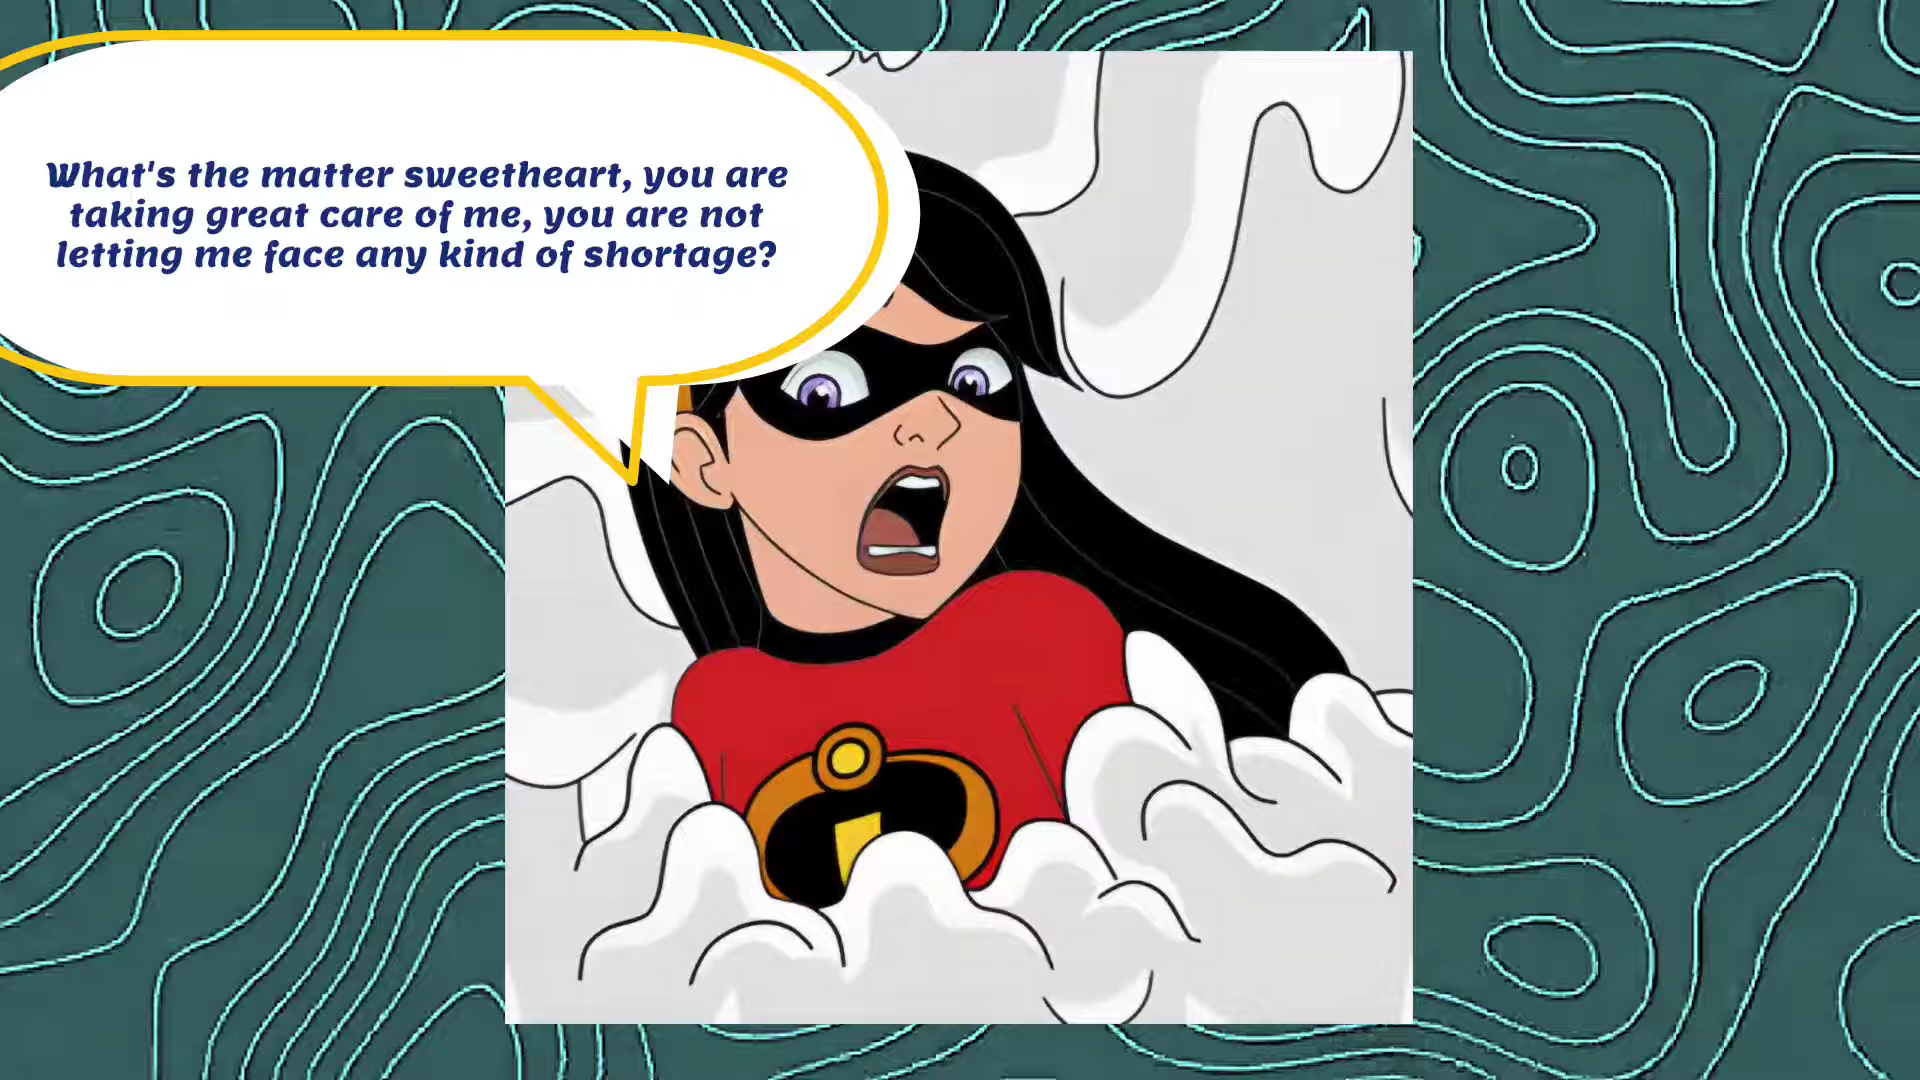 What's the matter sweetheart, you are
taking great care of me, you are not
letting me face any kind of shortage?